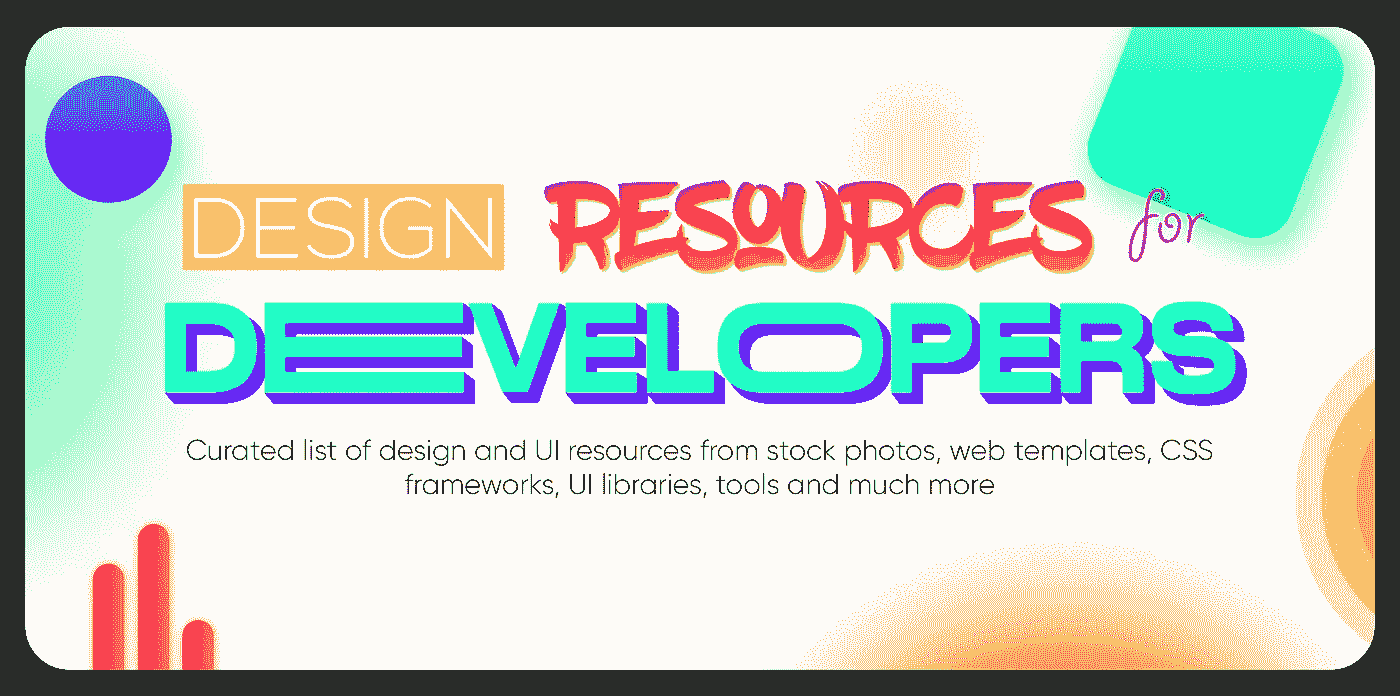 DESIGN RESOURCES for
DEVELOPERS
Curated list of design and UI resources from stock photos, web templates, CSS
frameworks, UI libraries, tools and much more